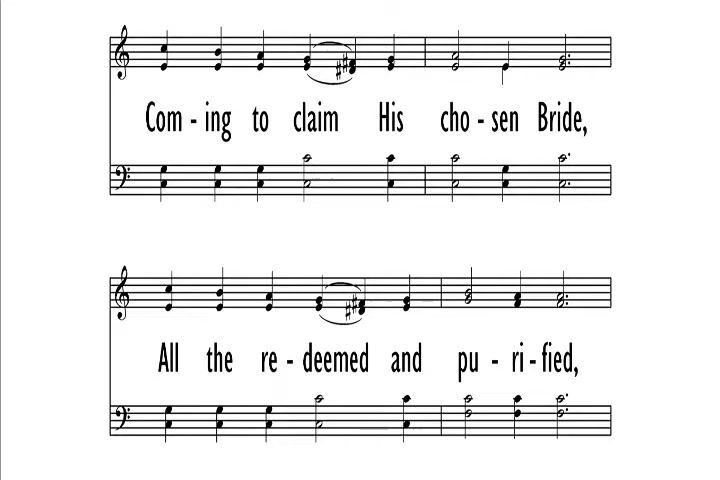 Com - ing to claim His cho - sen Bride,
All the re - deemed and pu - ri - fied,